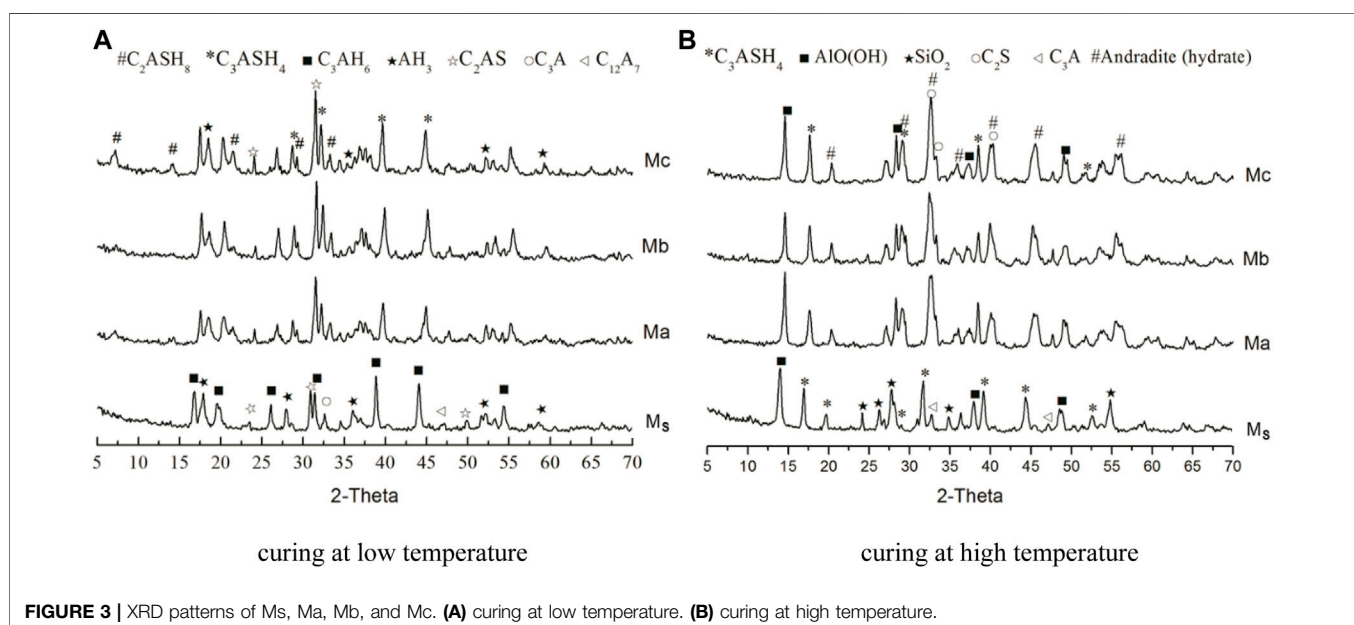 A
#C₂ASH₈ *C₃ASH₄ ■ C₃AH₆ ★AH₃ ☆C₂AS ○C₃A ◁ C₁₂A₇
Mc
Mb
Ma
Ms
5 10 15 20 25 30 35 40 45 50 55 60 65 70
2-Theta
curing at low temperature
B
*C₃ASH₄ ■ AlO(OH) ★SiO₂ ○C₂S ◁ C₃A #Andradite (hydrate)
Mc
Mb
Ma
Ms
5 10 15 20 25 30 35 40 45 50 55 60 65 70
2-Theta
curing at high temperature
FIGURE 3 | XRD patterns of Ms, Ma, Mb, and Mc. (A) curing at low temperature. (B) curing at high temperature.